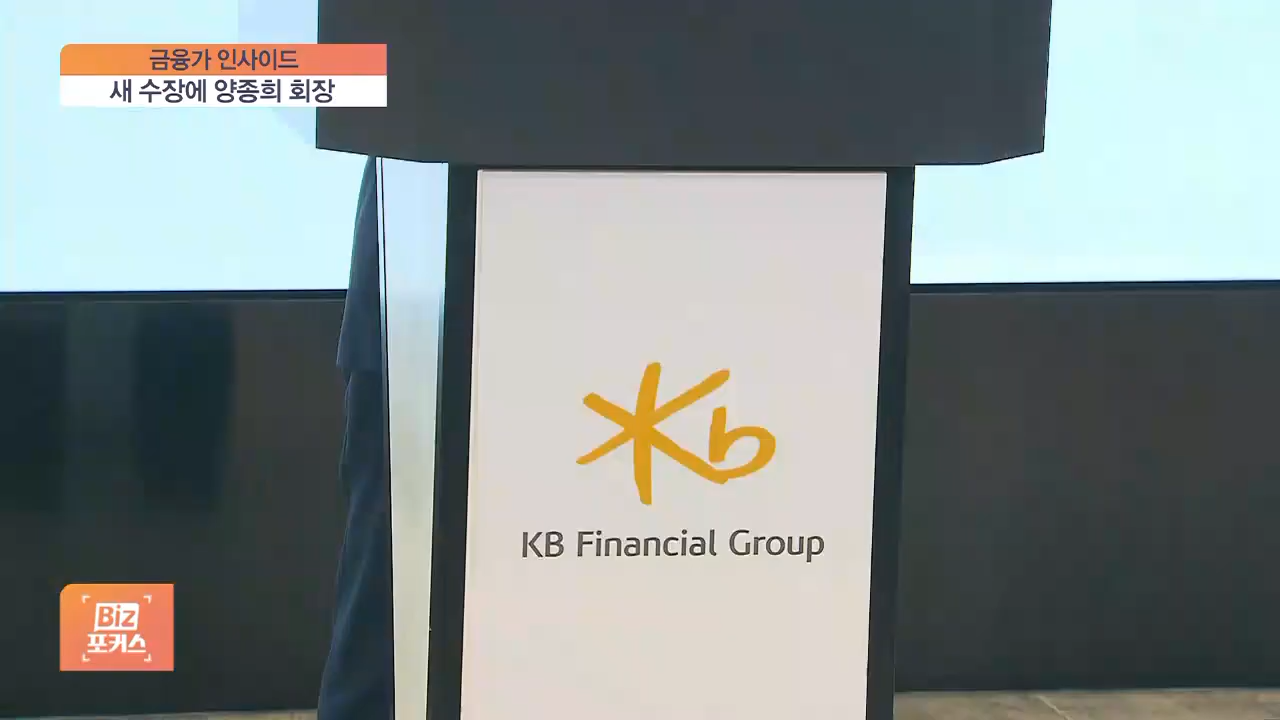 금융가 인사이드
새 수장에 양종희 회장
Kb
KB Financial Group
Biz
포커스